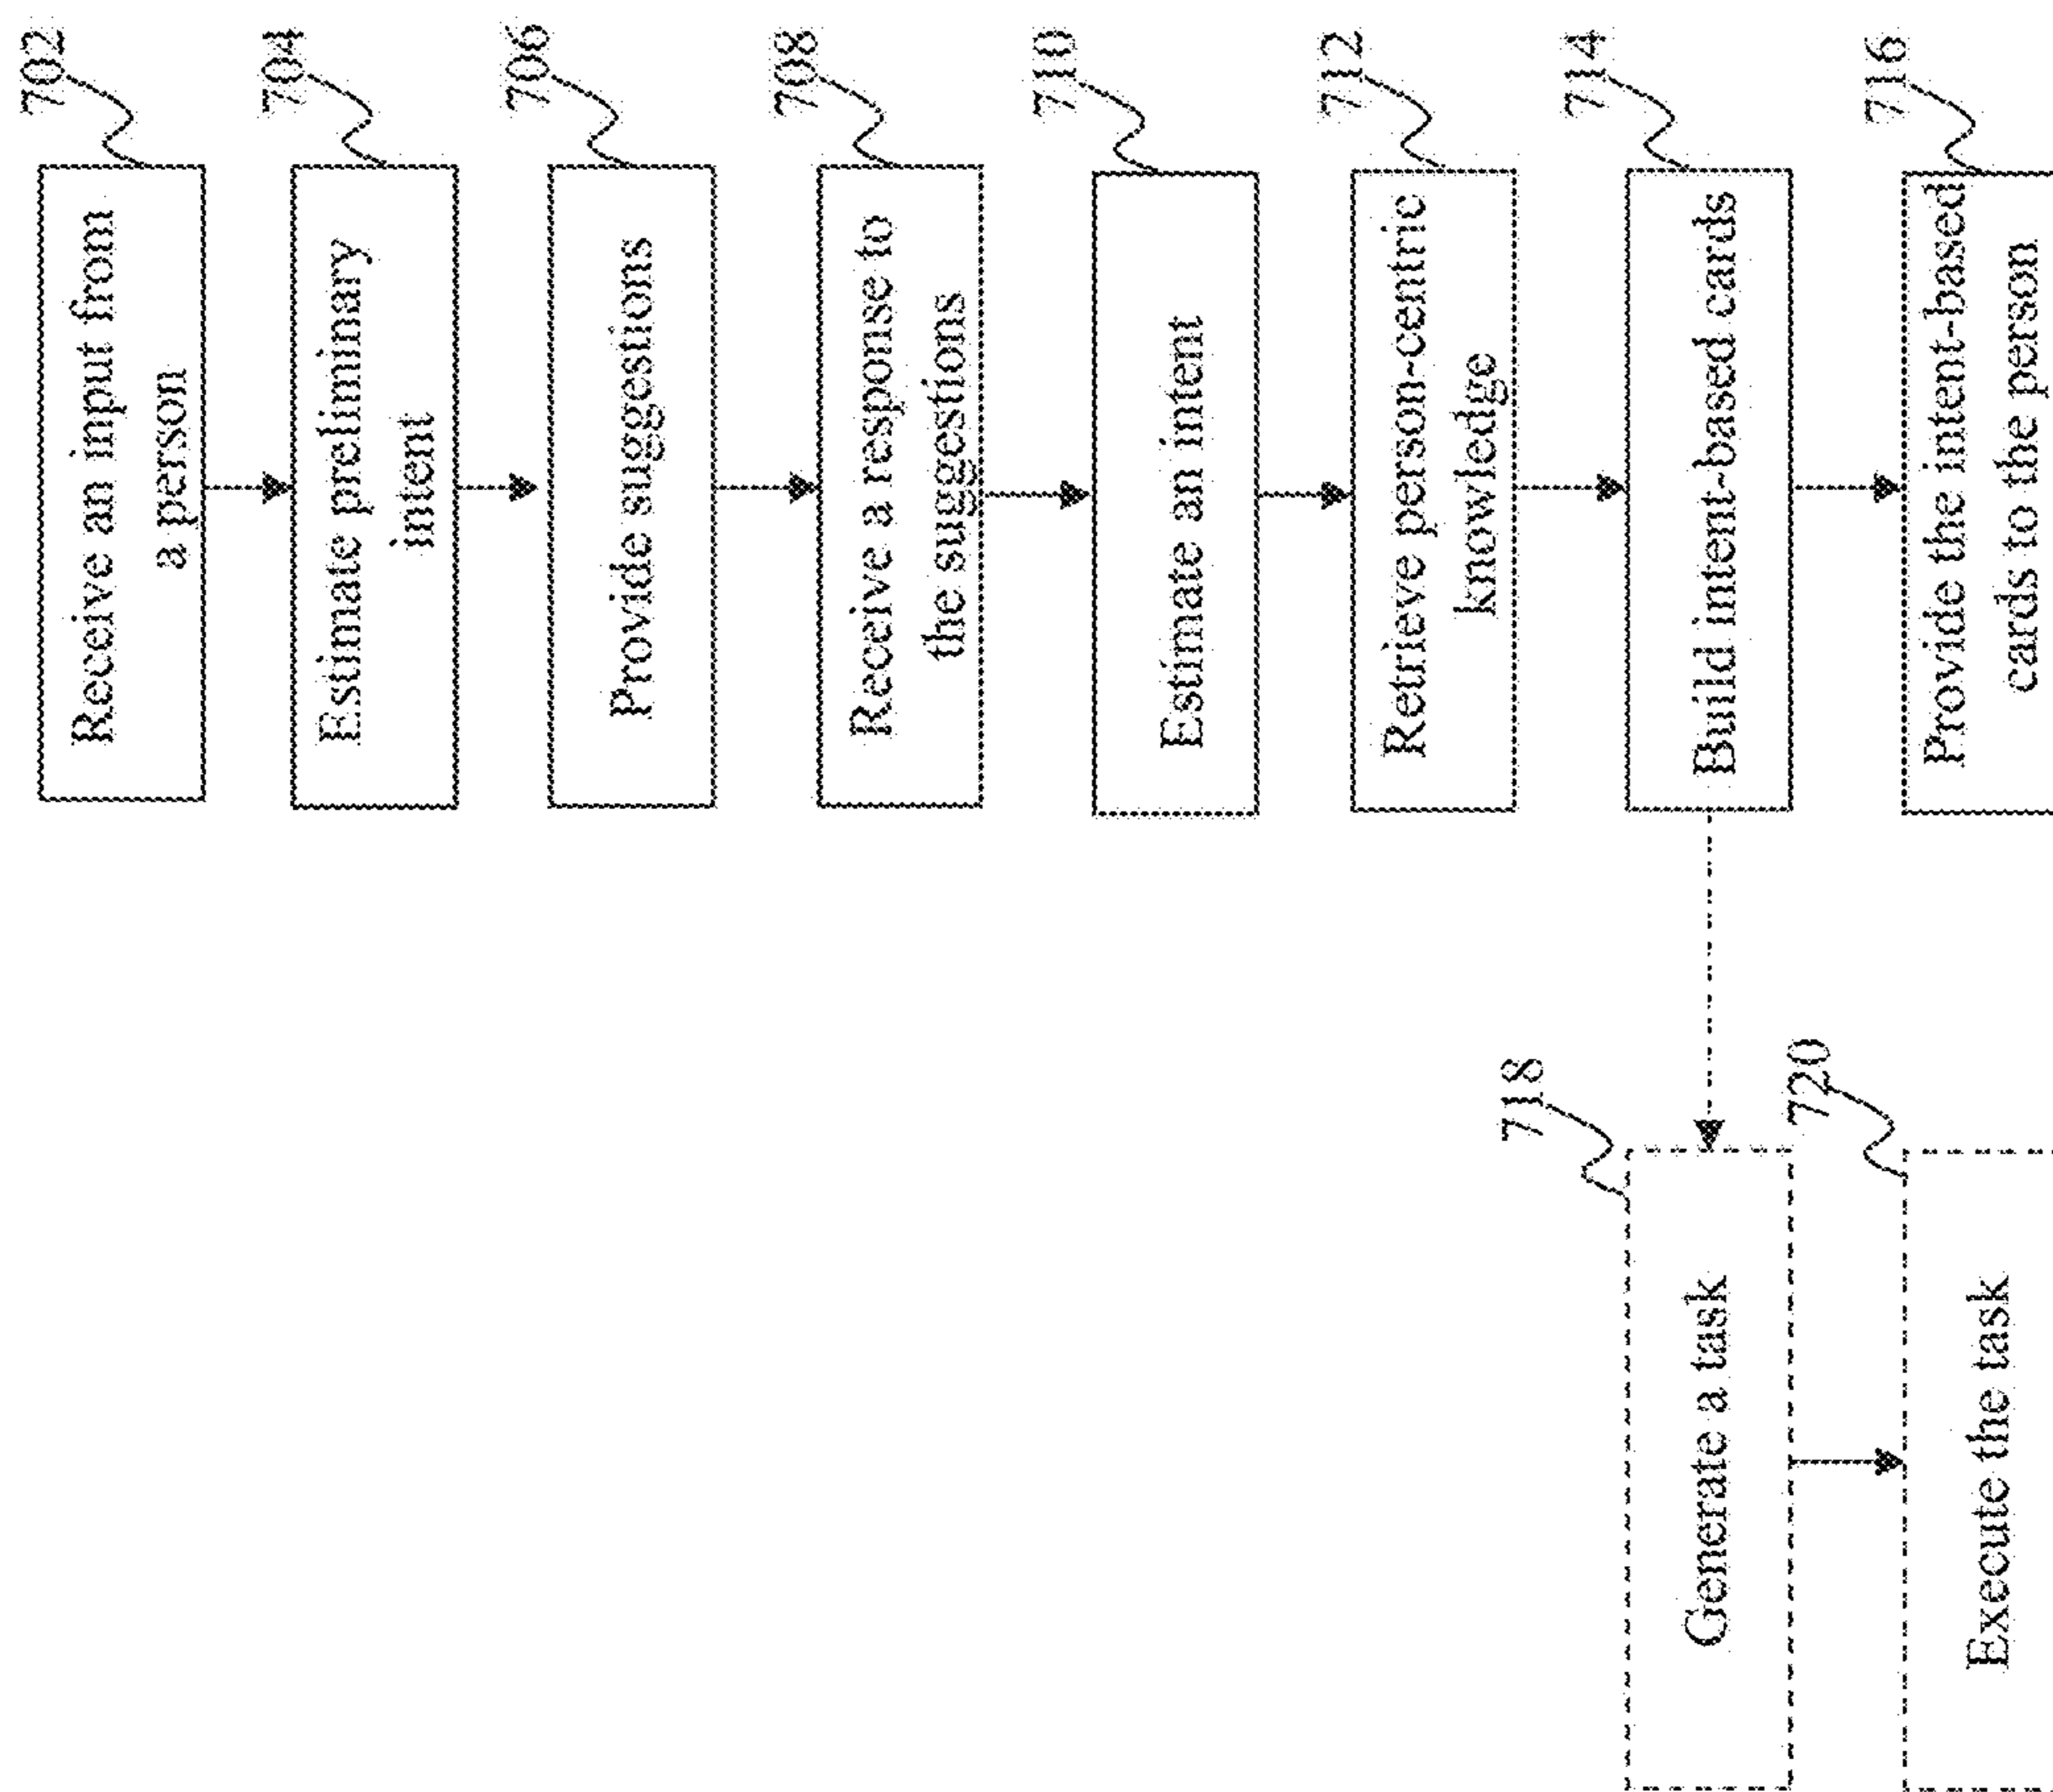 702
Receive an input from
a person
704
Estimate preliminary
intent
706
Provide suggestions
708
Receive a response to
the suggestions
710
Estimate an intent
712
Retrieve person-centric
knowledge
714
Build intent-based cards
716
Provide the intent-based
cards to the person
718
Generate a task
720
Execute the task